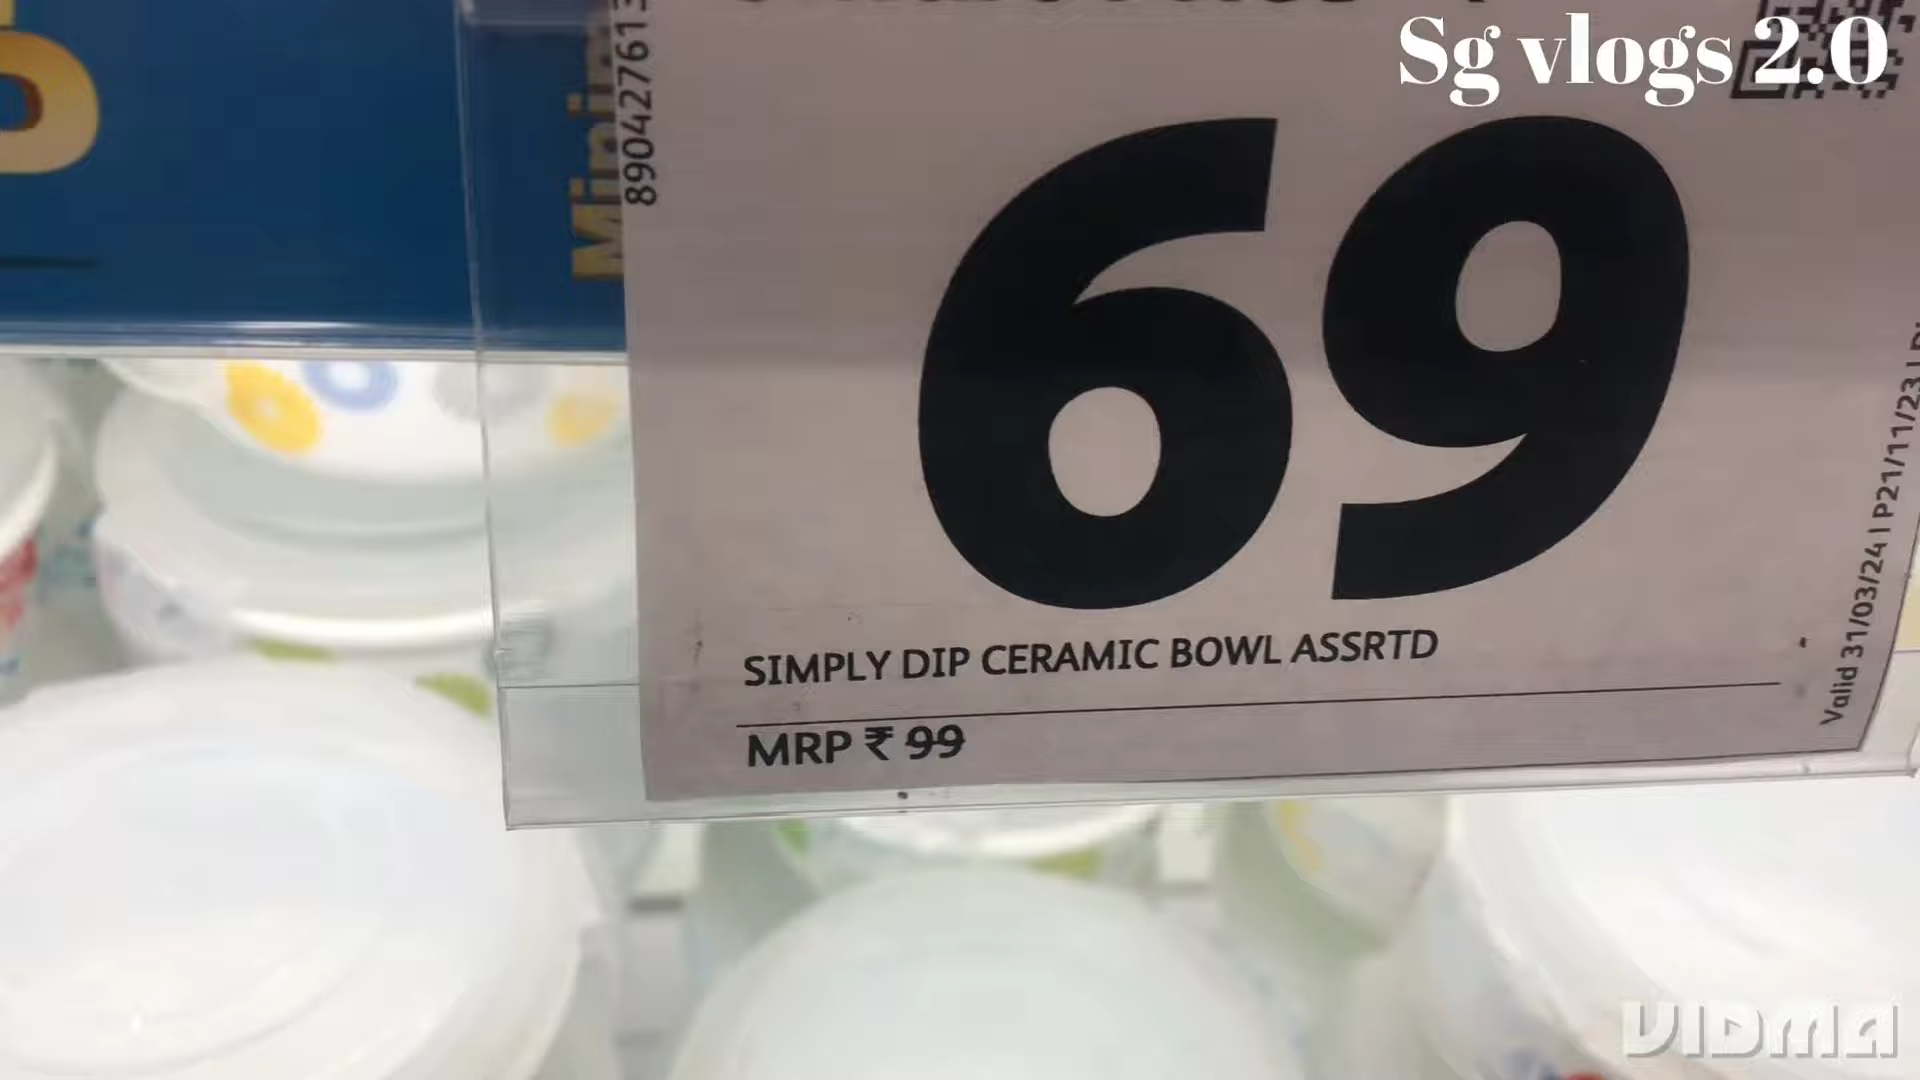 Sg vlogs 2.0
89042761
69
SIMPLY DIP CERAMIC BOWL ASSRTD
MRP ₹ 99
Valid 31/03/24 | P21/11/23 |
VIDMA